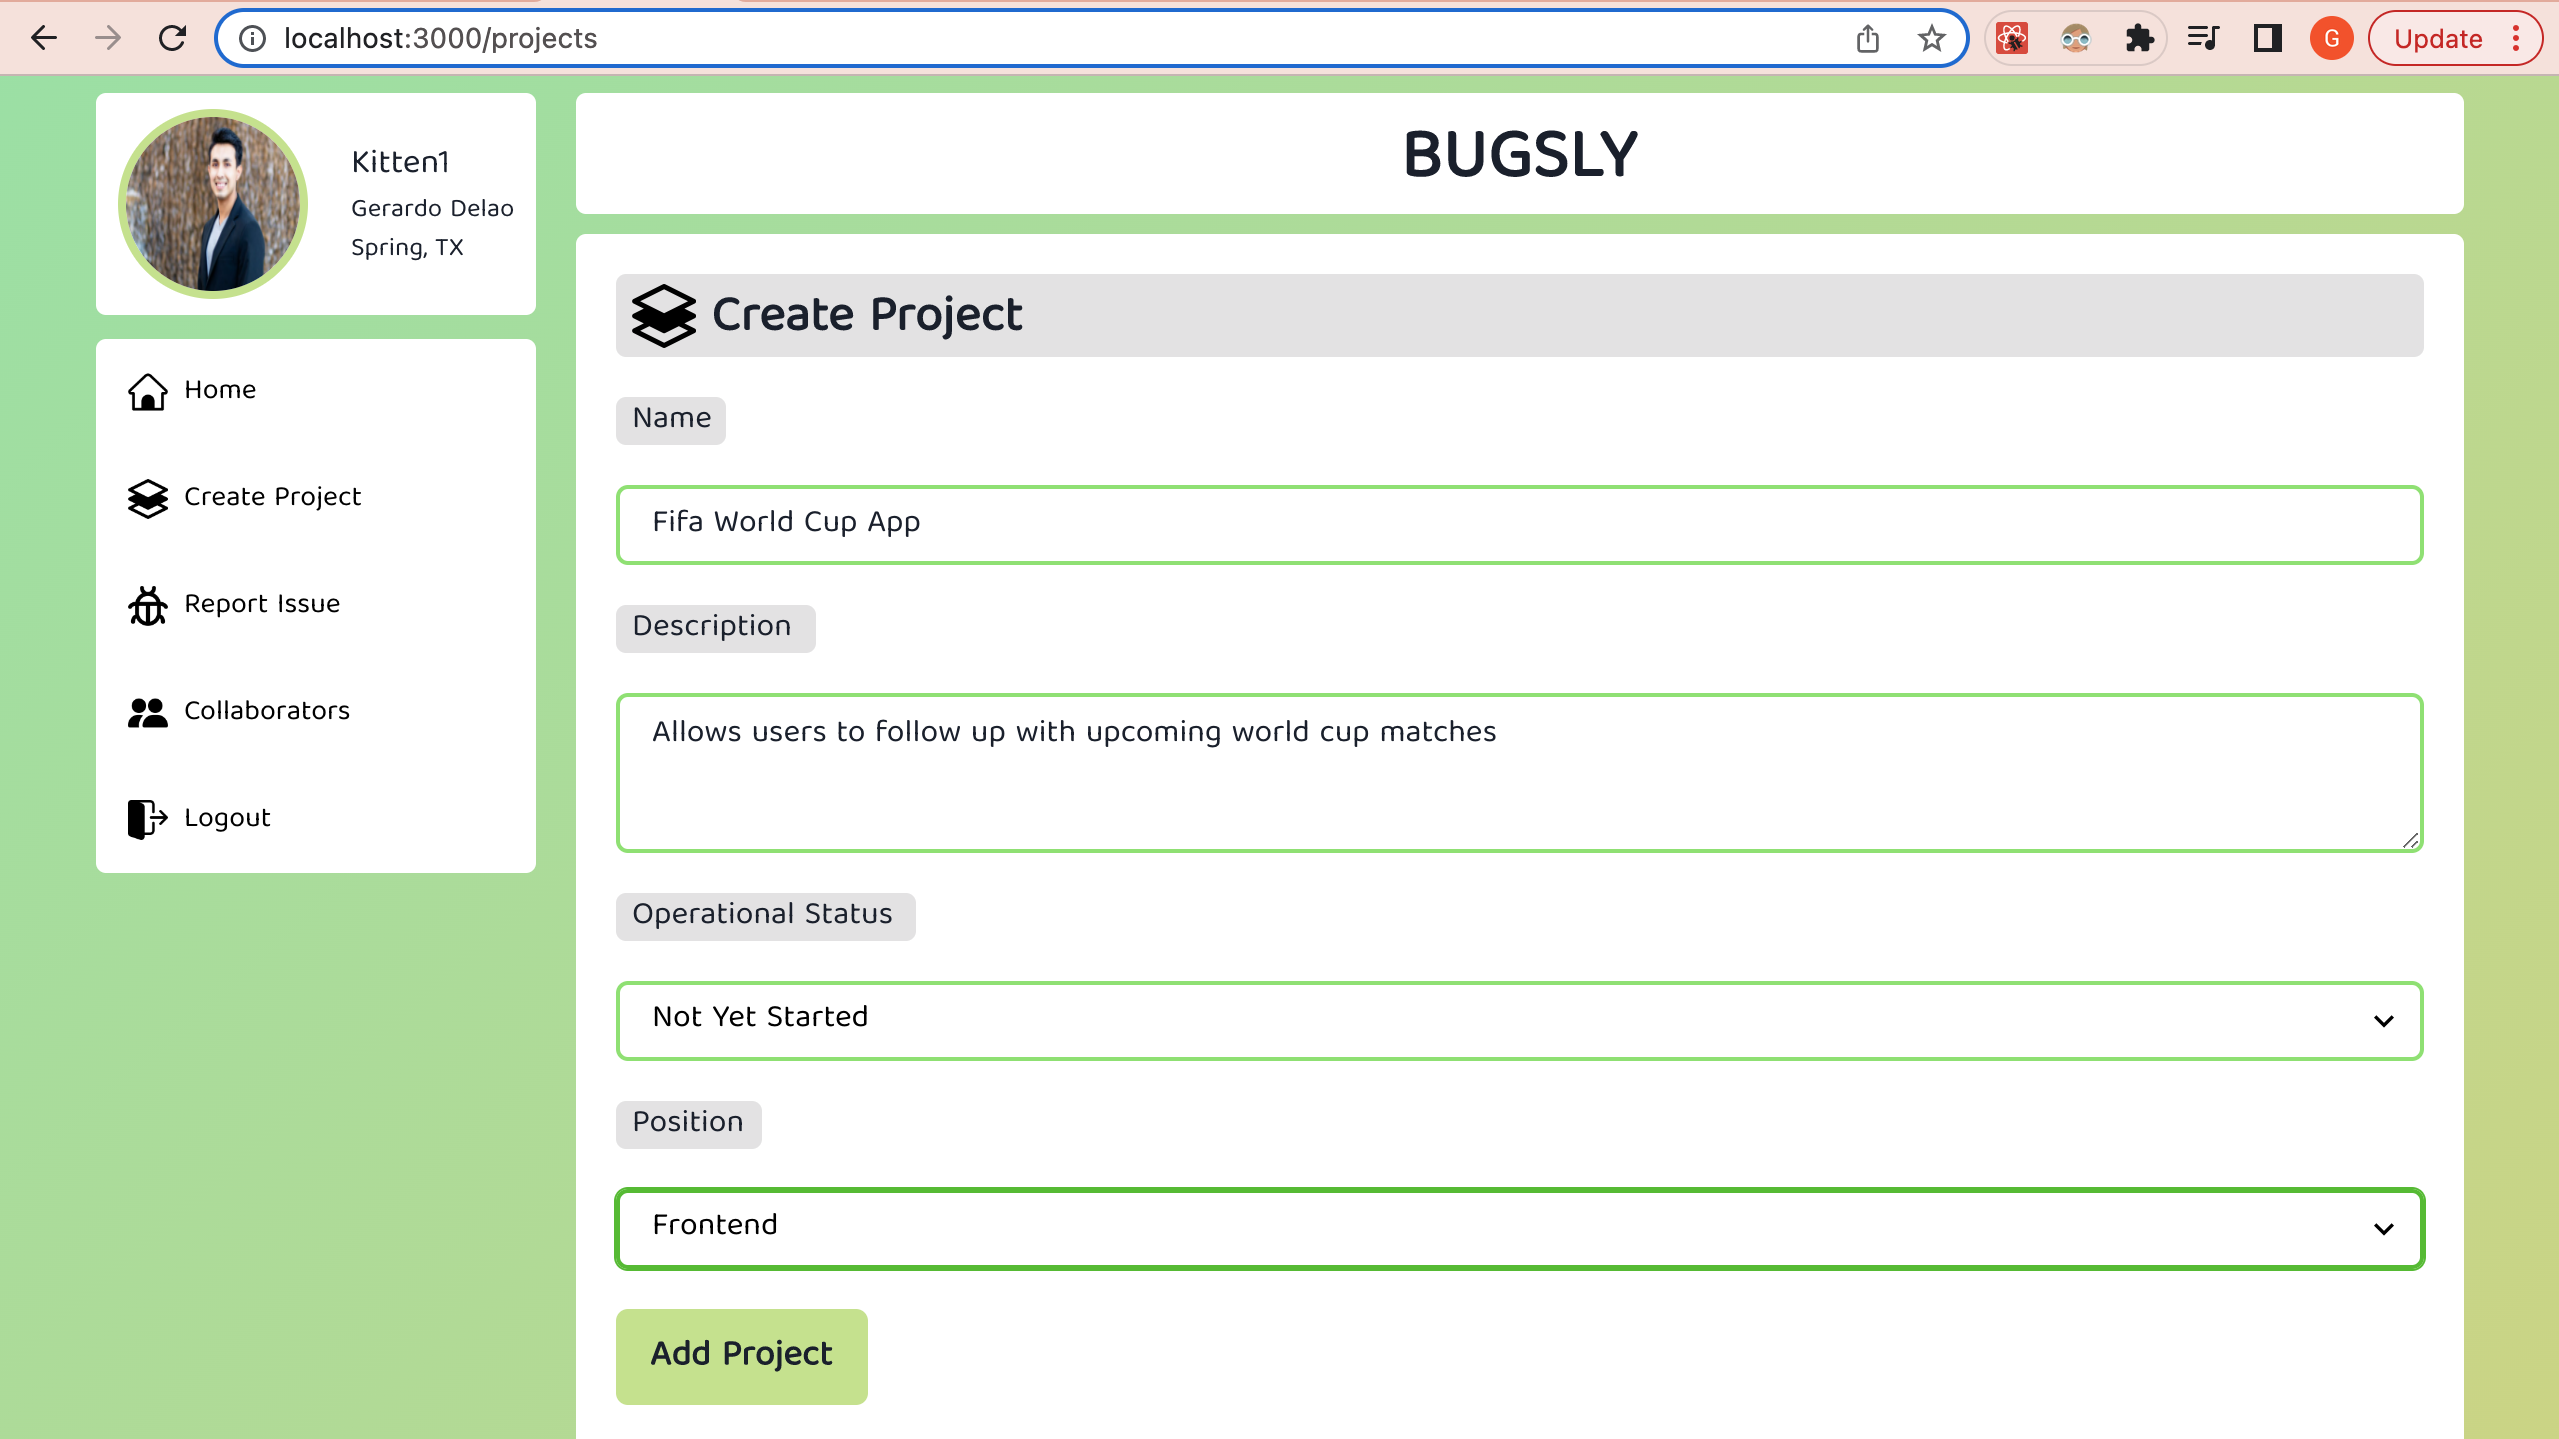 localhost:3000/projects
G
Update
Kitten1
Gerardo Delao
Spring, TX
Home
Create Project
Report Issue
Collaborators
Logout
BUGSLY
Create Project
Name
Fifa World Cup App
Description
Allows users to follow up with upcoming world cup matches
Operational Status
Not Yet Started
Position
Frontend
Add Project